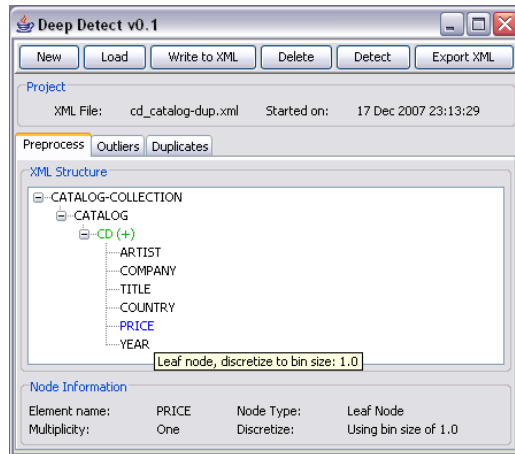 Deep Detect v0.1
New Load Write to XML Delete Detect Export XML
Project
XML File: cd_catalog-dup.xml Started on: 17 Dec 2007 23:13:29
Preprocess Outliers Duplicates
XML Structure
CATALOG-COLLECTION
CATALOG
CD (+)
ARTIST
COMPANY
TITLE
COUNTRY
PRICE
YEAR
Leaf node, discretize to bin size: 1.0
Node Information
Element name: PRICE Node Type: Leaf Node
Multiplicity: One Discretize: Using bin size of 1.0